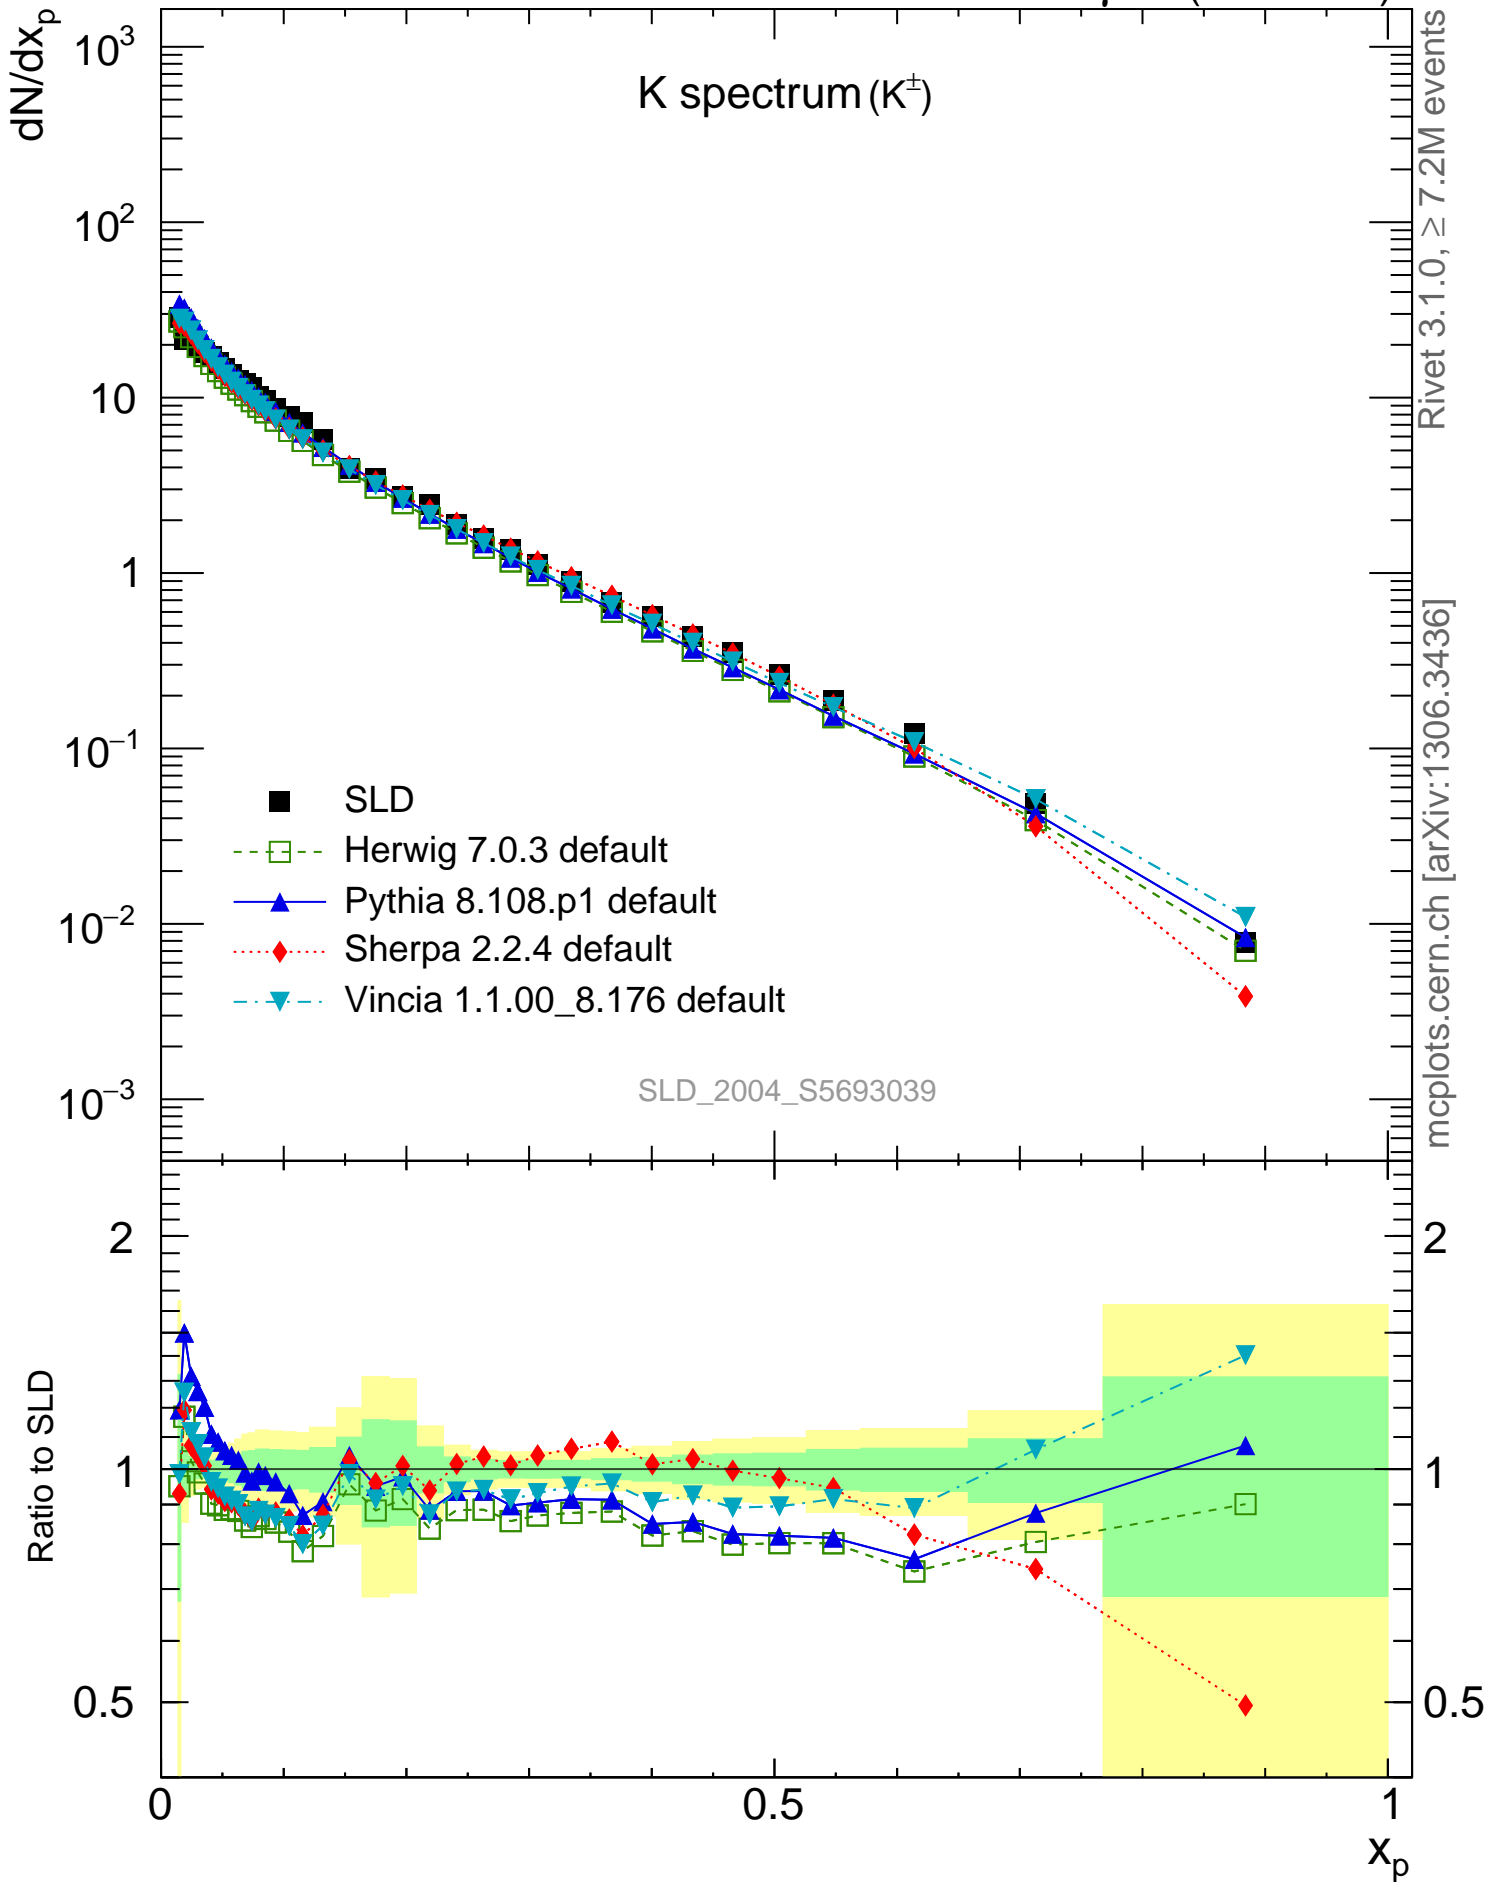 dN/dx_p
10^3
10^2
10
1
10^−1
10^−2
10^−3
K spectrum (K^±)
SLD
Herwig 7.0.3 default
Pythia 8.108.p1 default
Sherpa 2.2.4 default
Vincia 1.1.00_8.176 default
SLD_2004_S5693039
Rivet 3.1.0, ≥ 7.2M events
mcplots.cern.ch [arXiv:1306.3436]
Ratio to SLD
2
1
0.5
2
1
0.5
0
0.5
1
x_p